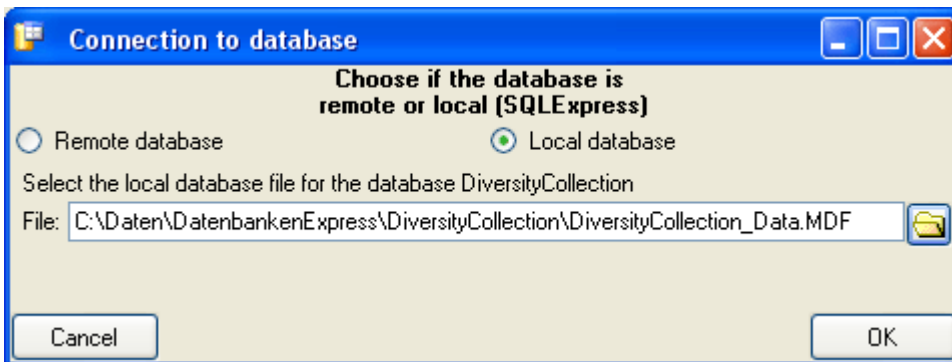 Connection to database
Choose if the database is
remote or local (SQLExpress)
Remote database
Local database
Select the local database file for the database DiversityCollection
File: C:\Daten\DatenbankenExpress\DiversityCollection\DiversityCollection_Data.MDF
Cancel
OK